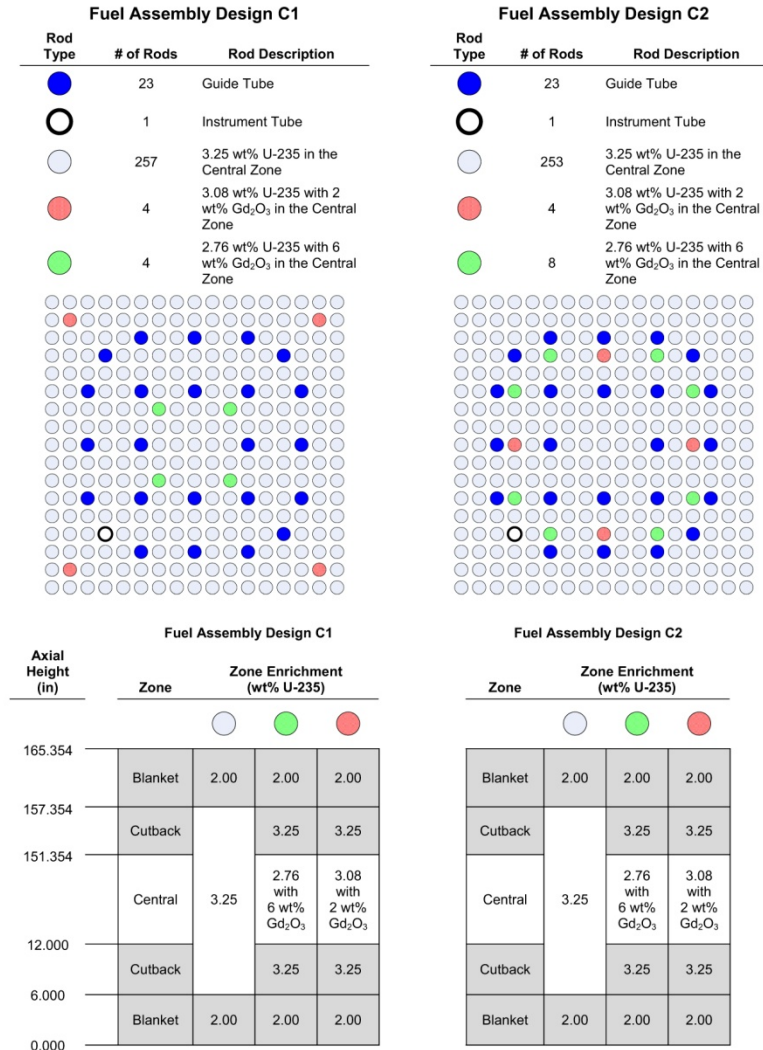 Fuel Assembly Design C1
Rod Type # of Rods Rod Description
23 Guide Tube
1 Instrument Tube
257 3.25 wt% U-235 in the
Central Zone
4 3.08 wt% U-235 with 2
wt% Gd₂O₃ in the Central
Zone
4 2.76 wt% U-235 with 6
wt% Gd₂O₃ in the Central
Zone
Fuel Assembly Design C2
Rod Type # of Rods Rod Description
23 Guide Tube
1 Instrument Tube
253 3.25 wt% U-235 in the
Central Zone
4 3.08 wt% U-235 with 2
wt% Gd₂O₃ in the Central
Zone
8 2.76 wt% U-235 with 6
wt% Gd₂O₃ in the Central
Zone
Axial
Height
(in)
165.354
157.354
151.354
12.000
6.000
0.000
Fuel Assembly Design C1
Zone Zone Enrichment
(wt% U-235)
Blanket 2.00 2.00 2.00
Cutback 3.25 3.25
Central 3.25 2.76 with 6 wt% Gd₂O₃ 3.08 with 2 wt% Gd₂O₃
Cutback 3.25 3.25
Blanket 2.00 2.00 2.00
Fuel Assembly Design C2
Zone Zone Enrichment
(wt% U-235)
Blanket 2.00 2.00 2.00
Cutback 3.25 3.25
Central 3.25 2.76 with 6 wt% Gd₂O₃ 3.08 with 2 wt% Gd₂O₃
Cutback 3.25 3.25
Blanket 2.00 2.00 2.00